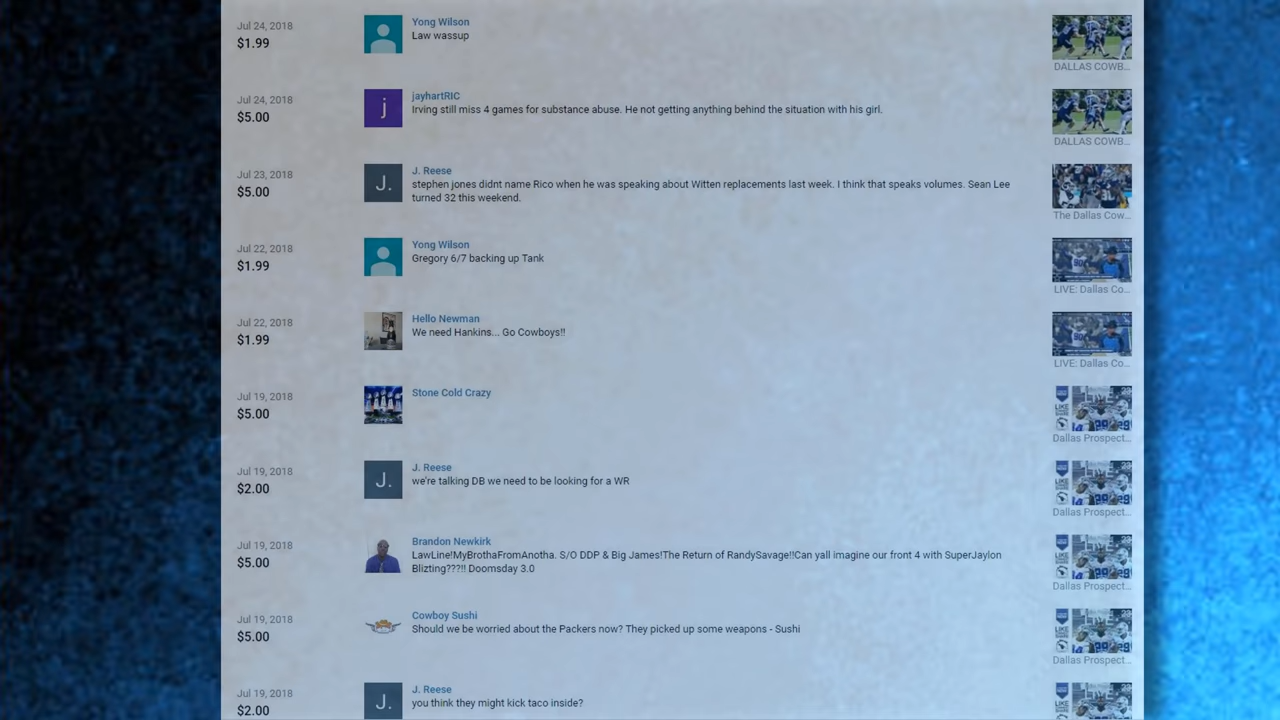 Jul 24, 2018
$1.99
Yong Wilson
Law wassup
DALLAS COWB...
Jul 24, 2018
$5.00
j
jayhartRIC
Irving still miss 4 games for substance abuse. He not getting anything behind the situation with his girl.
DALLAS COWB...
Jul 23, 2018
$5.00
J.
J. Reese
stephen jones didnt name Rico when he was speaking about Witten replacements last week. I think that speaks volumes. Sean Lee
turned 32 this weekend.
The Dallas Cow...
Jul 22, 2018
$1.99
Yong Wilson
Gregory 6/7 backing up Tank
LIVE: Dallas Co...
Jul 22, 2018
$1.99
Hello Newman
We need Hankins... Go Cowboys!!
LIVE: Dallas Co...
Jul 19, 2018
$5.00
Stone Cold Crazy
LIKE
Dallas Prospect...
Jul 19, 2018
$2.00
J.
J. Reese
we're talking DB we need to be looking for a WR
LIKE
Dallas Prospect...
Jul 19, 2018
$5.00
Brandon Newkirk
LawLine!MyBrothaFromAnotha. S/O DDP & Big James!The Return of RandySavage!!Can yall imagine our front 4 with SuperJaylon
Blizting???!! Doomsday 3.0
LIKE
Dallas Prospect...
Jul 19, 2018
$5.00
Cowboy Sushi
Should we be worried about the Packers now? They picked up some weapons - Sushi
LIKE
Dallas Prospect...
Jul 19, 2018
$2.00
J.
J. Reese
you think they might kick taco inside?
LIKE